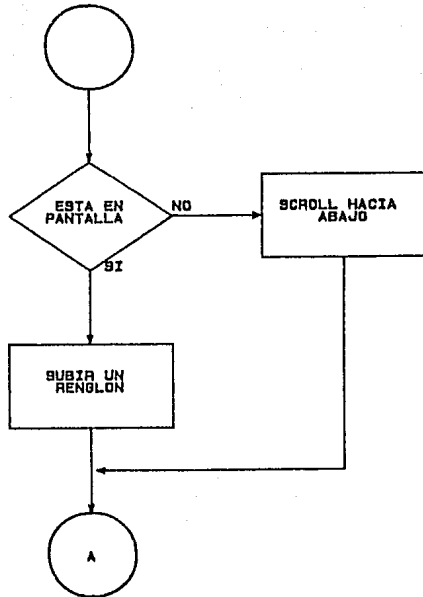 ESTA EN
PANTALLA
NO
SCROLL HACIA
ABAJO
SI
SUBIR UN
RENGLON
A